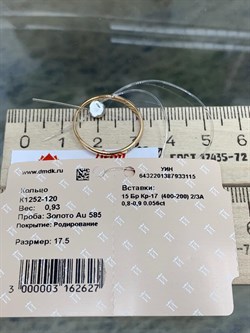 ГОСТ 17435-72
www.dmdk.ru
УИН
6432201387933115
Кольцо
К1252-120
Вес: 0,93
Проба: Золото Au 585
Покрытие: Родирование
Размер: 17.5
Вставки:
15 Бр Кр-17 (400-200) 2/3А
0,8-0,9 0.056ct
3 000003 162627